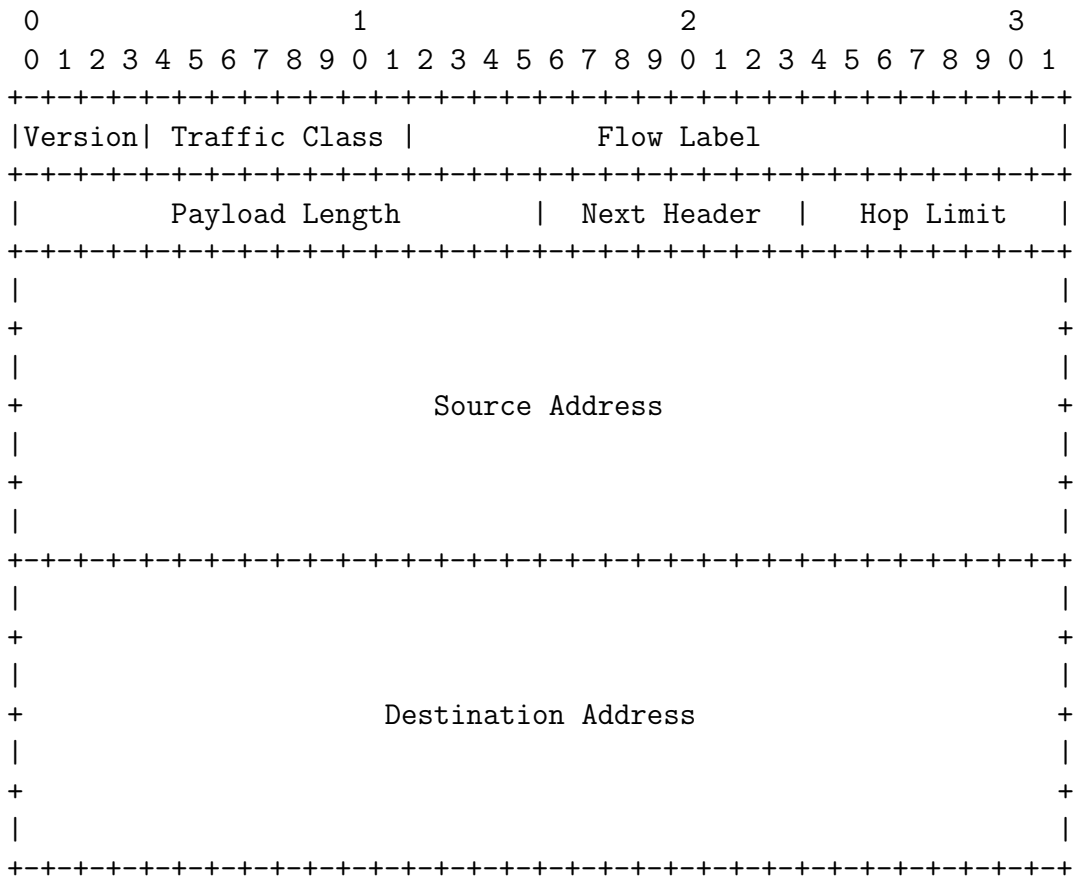 0                   1                   2                   3
 0 1 2 3 4 5 6 7 8 9 0 1 2 3 4 5 6 7 8 9 0 1 2 3 4 5 6 7 8 9 0 1
+-+-+-+-+-+-+-+-+-+-+-+-+-+-+-+-+-+-+-+-+-+-+-+-+-+-+-+-+-+-+-+-+
|Version| Traffic Class |           Flow Label                  |
+-+-+-+-+-+-+-+-+-+-+-+-+-+-+-+-+-+-+-+-+-+-+-+-+-+-+-+-+-+-+-+-+
|         Payload Length        |  Next Header  |   Hop Limit   |
+-+-+-+-+-+-+-+-+-+-+-+-+-+-+-+-+-+-+-+-+-+-+-+-+-+-+-+-+-+-+-+-+
|                                                               |
+                                                               +
|                                                               |
+                         Source Address                        +
|                                                               |
+                                                               +
|                                                               |
+-+-+-+-+-+-+-+-+-+-+-+-+-+-+-+-+-+-+-+-+-+-+-+-+-+-+-+-+-+-+-+-+
|                                                               |
+                                                               +
|                                                               |
+                      Destination Address                      +
|                                                               |
+                                                               +
|                                                               |
+-+-+-+-+-+-+-+-+-+-+-+-+-+-+-+-+-+-+-+-+-+-+-+-+-+-+-+-+-+-+-+-+